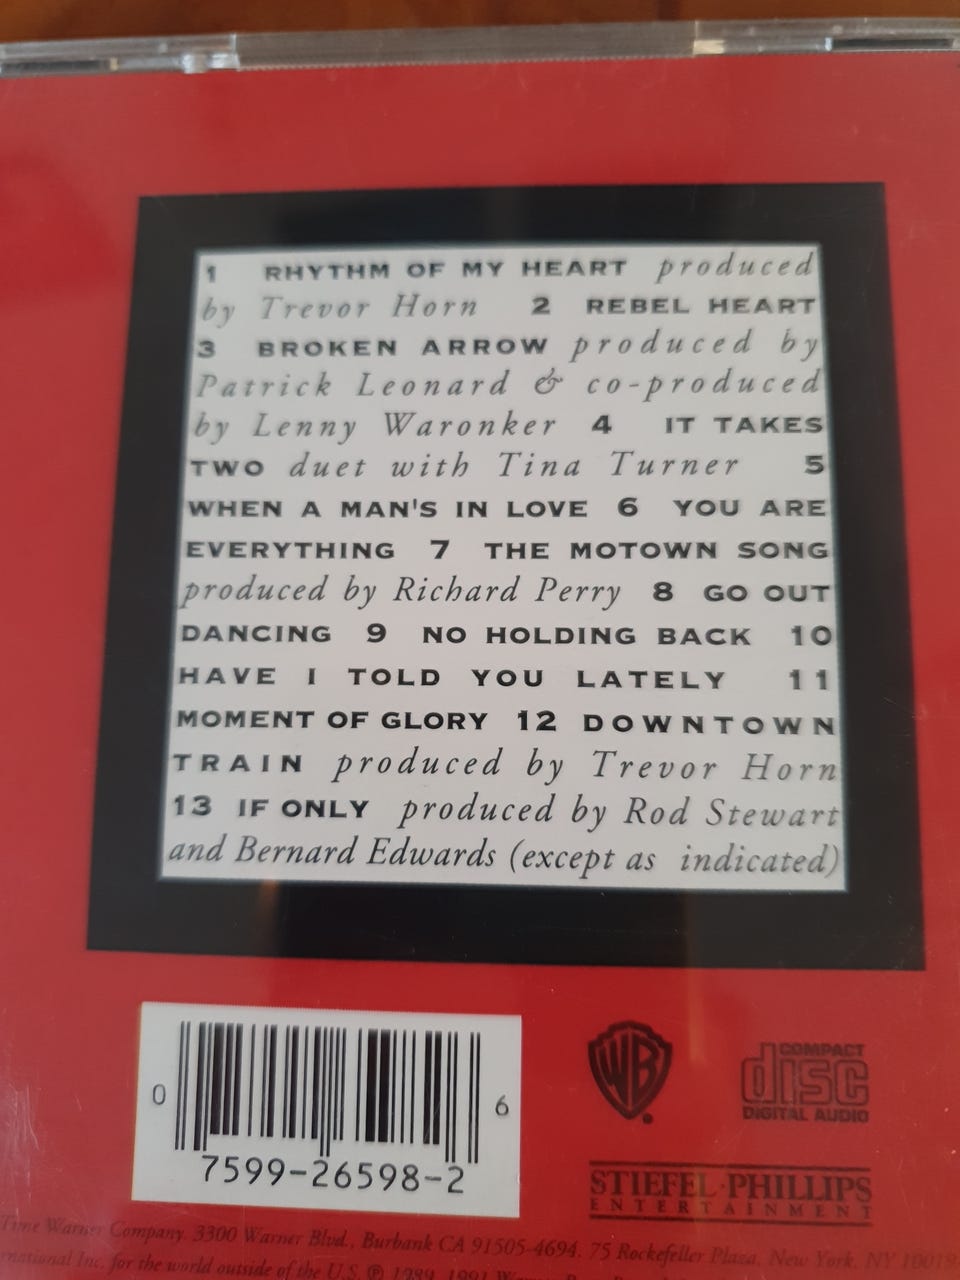 1 RHYTHM OF MY HEART produced
by Trevor Horn 2 REBEL HEART
3 BROKEN ARROW produced by
Patrick Leonard & co-produced
by Lenny Waronker 4 IT TAKES
TWO duet with Tina Turner 5
WHEN A MAN'S IN LOVE 6 YOU ARE
EVERYTHING 7 THE MOTOWN SONG
produced by Richard Perry 8 GO OUT
DANCING 9 NO HOLDING BACK 10
HAVE I TOLD YOU LATELY 11
MOMENT OF GLORY 12 DOWNTOWN
TRAIN produced by Trevor Horn
13 IF ONLY produced by Rod Stewart
and Bernard Edwards (except as indicated)
0 7599-26598-2 6
WB
COMPACT
disc
DIGITAL AUDIO
STIEFEL·PHILLIPS
ENTERTAINMENT
Time Warner Company. 3300 Warner Blvd., Burbank CA 91505-4694. 75 Rockefeller Plaza, New York, NY 10019
Inc. for the world outside of the U.S. ℗ 1989, 1991